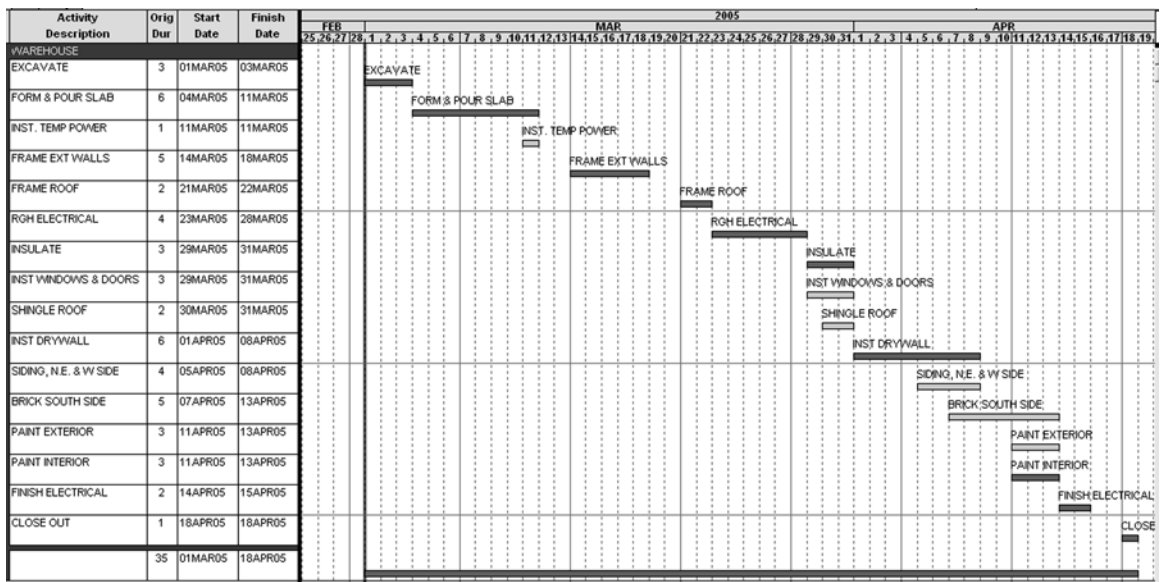 Activity Description Orig Dur Start Date Finish Date
2005
FEB MAR APR
25,26,27 28 1 2 3 4 5 6 7 8 9 10 11 12 13 14 15 16 17 18 19 20 21 22 23 24 25 26 27 28 29 30 31 1 2 3 4 5 6 7 8 9 10 11 12 13 14 15 16 17 18 19
WAREHOUSE
EXCAVATE 3 01MAR05 03MAR05 EXCAVATE
FORM & POUR SLAB 6 04MAR05 11MAR05 FORM & POUR SLAB
INST. TEMP POWER 1 11MAR05 11MAR05 INST. TEMP POWER
FRAME EXT WALLS 5 14MAR05 18MAR05 FRAME EXT WALLS
FRAME ROOF 2 21MAR05 22MAR05 FRAME ROOF
RGH ELECTRICAL 4 23MAR05 28MAR05 RGH ELECTRICAL
INSULATE 3 29MAR05 31MAR05 INSULATE
INST WINDOWS & DOORS 3 29MAR05 31MAR05 INST WINDOWS & DOORS
SHINGLE ROOF 2 30MAR05 31MAR05 SHINGLE ROOF
INST DRYWALL 6 01APR05 08APR05 INST DRYWALL
SIDING, N.E. & W SIDE 4 05APR05 08APR05 SIDING, N.E. & W SIDE
BRICK SOUTH SIDE 5 07APR05 13APR05 BRICK SOUTH SIDE
PAINT EXTERIOR 3 11APR05 13APR05 PAINT EXTERIOR
PAINT INTERIOR 3 11APR05 13APR05 PAINT INTERIOR
FINISH ELECTRICAL 2 14APR05 15APR05 FINISH ELECTRICAL
CLOSE OUT 1 18APR05 18APR05 CLOSE
35 01MAR05 18APR05